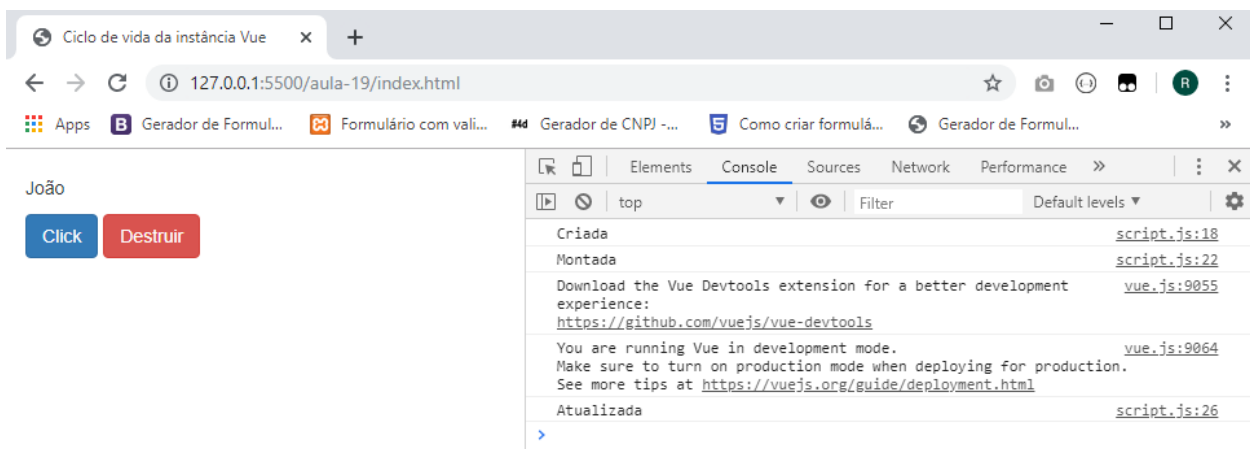 Ciclo de vida da instância Vue
127.0.0.1:5500/aula-19/index.html
R
Apps
B Gerador de Formul...
Formulário com vali...
#4d Gerador de CNPJ -...
5 Como criar formulá...
Gerador de Formul...
»
João
Click
Destruir
Elements Console Sources Network Performance »
top Filter Default levels
Criada script.js:18
Montada script.js:22
Download the Vue Devtools extension for a better development vue.js:9055
experience:
https://github.com/vuejs/vue-devtools
You are running Vue in development mode. vue.js:9064
Make sure to turn on production mode when deploying for production.
See more tips at https://vuejs.org/guide/deployment.html
Atualizada script.js:26